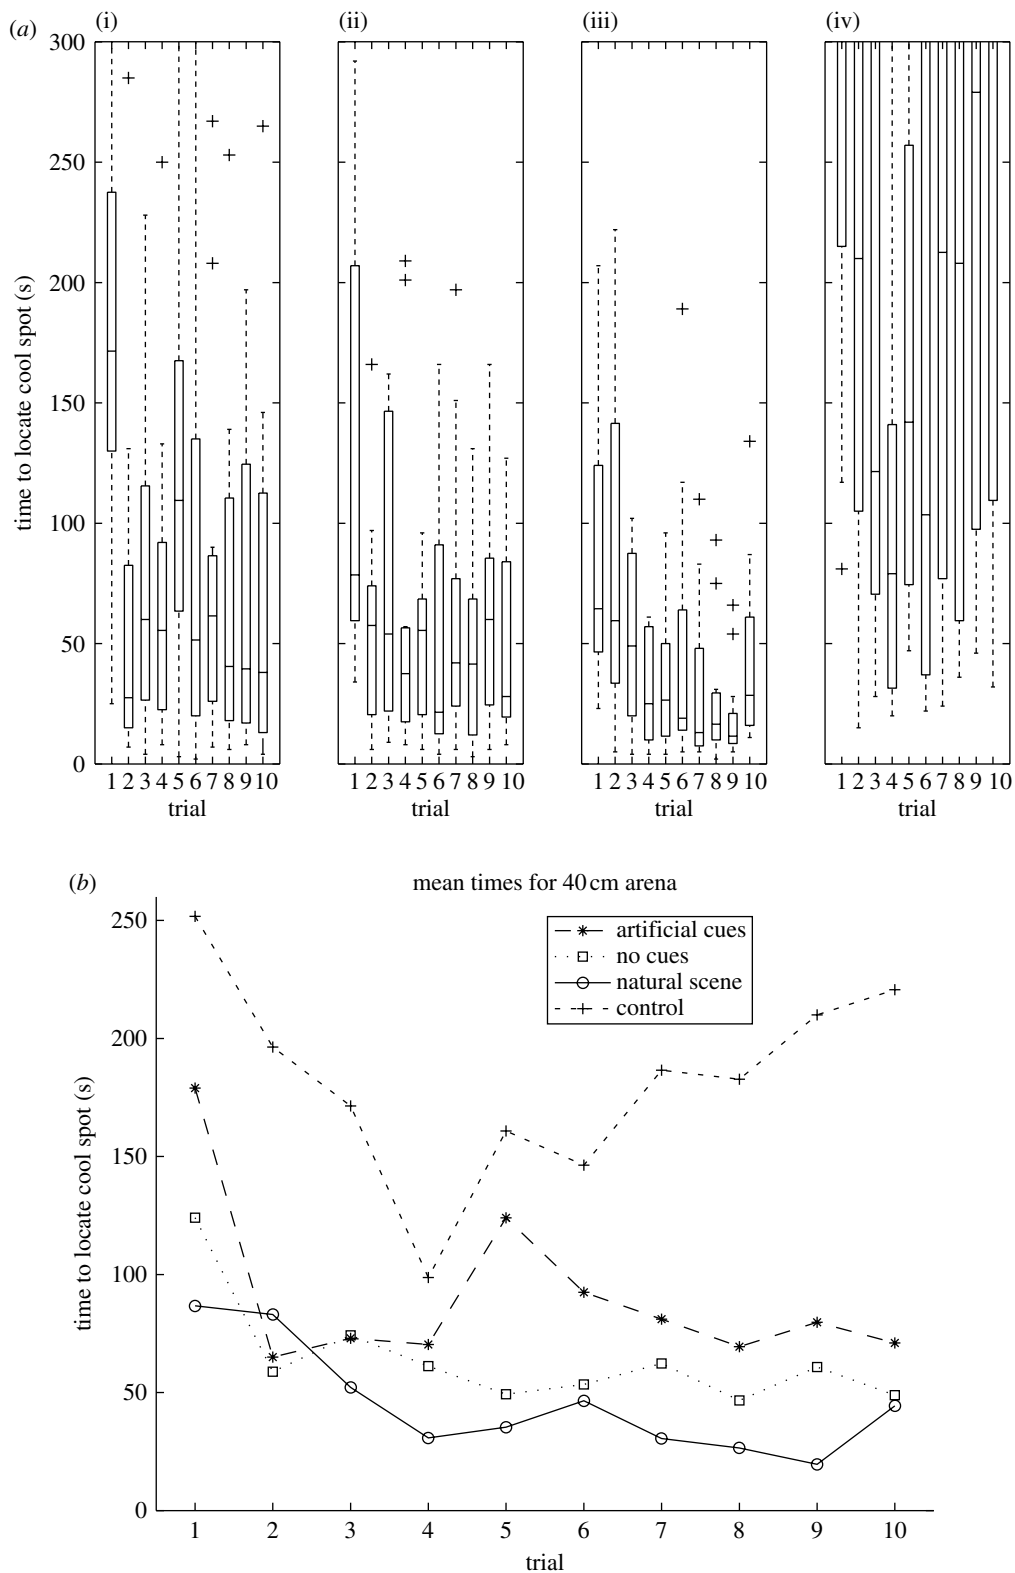 (a) (i) (ii) (iii) (iv)
300
250
200
150
100
50
0
time to locate cool spot (s)
1 2 3 4 5 6 7 8 9 10
trial
1 2 3 4 5 6 7 8 9 10
trial
1 2 3 4 5 6 7 8 9 10
trial
1 2 3 4 5 6 7 8 9 10
trial
(b) mean times for 40 cm arena
250
200
150
100
50
0
time to locate cool spot (s)
artificial cues
no cues
natural scene
control
1 2 3 4 5 6 7 8 9 10
trial